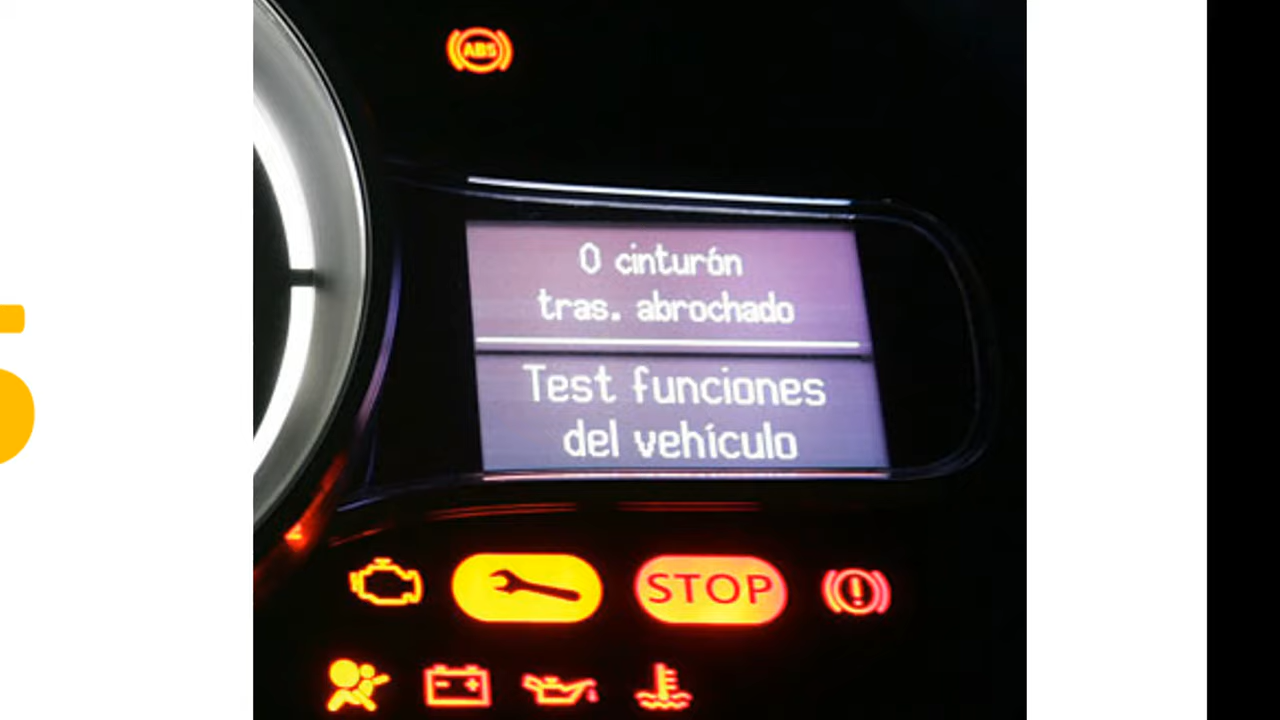 ABS
0 cinturón
tras. abrochado
Test funciones
del vehículo
STOP